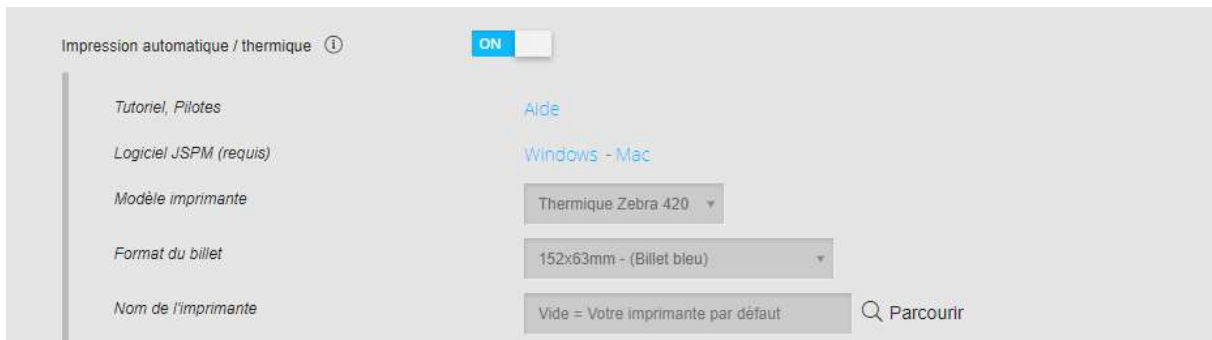 Impression automatique / thermique ON
Tutoriel, Pilotes Aide
Logiciel JSPM (requis) Windows - Mac
Modèle imprimante Thermique Zebra 420
Format du billet 152x63mm - (Billet bleu)
Nom de l'imprimante Vide = Votre imprimante par défaut Parcourir